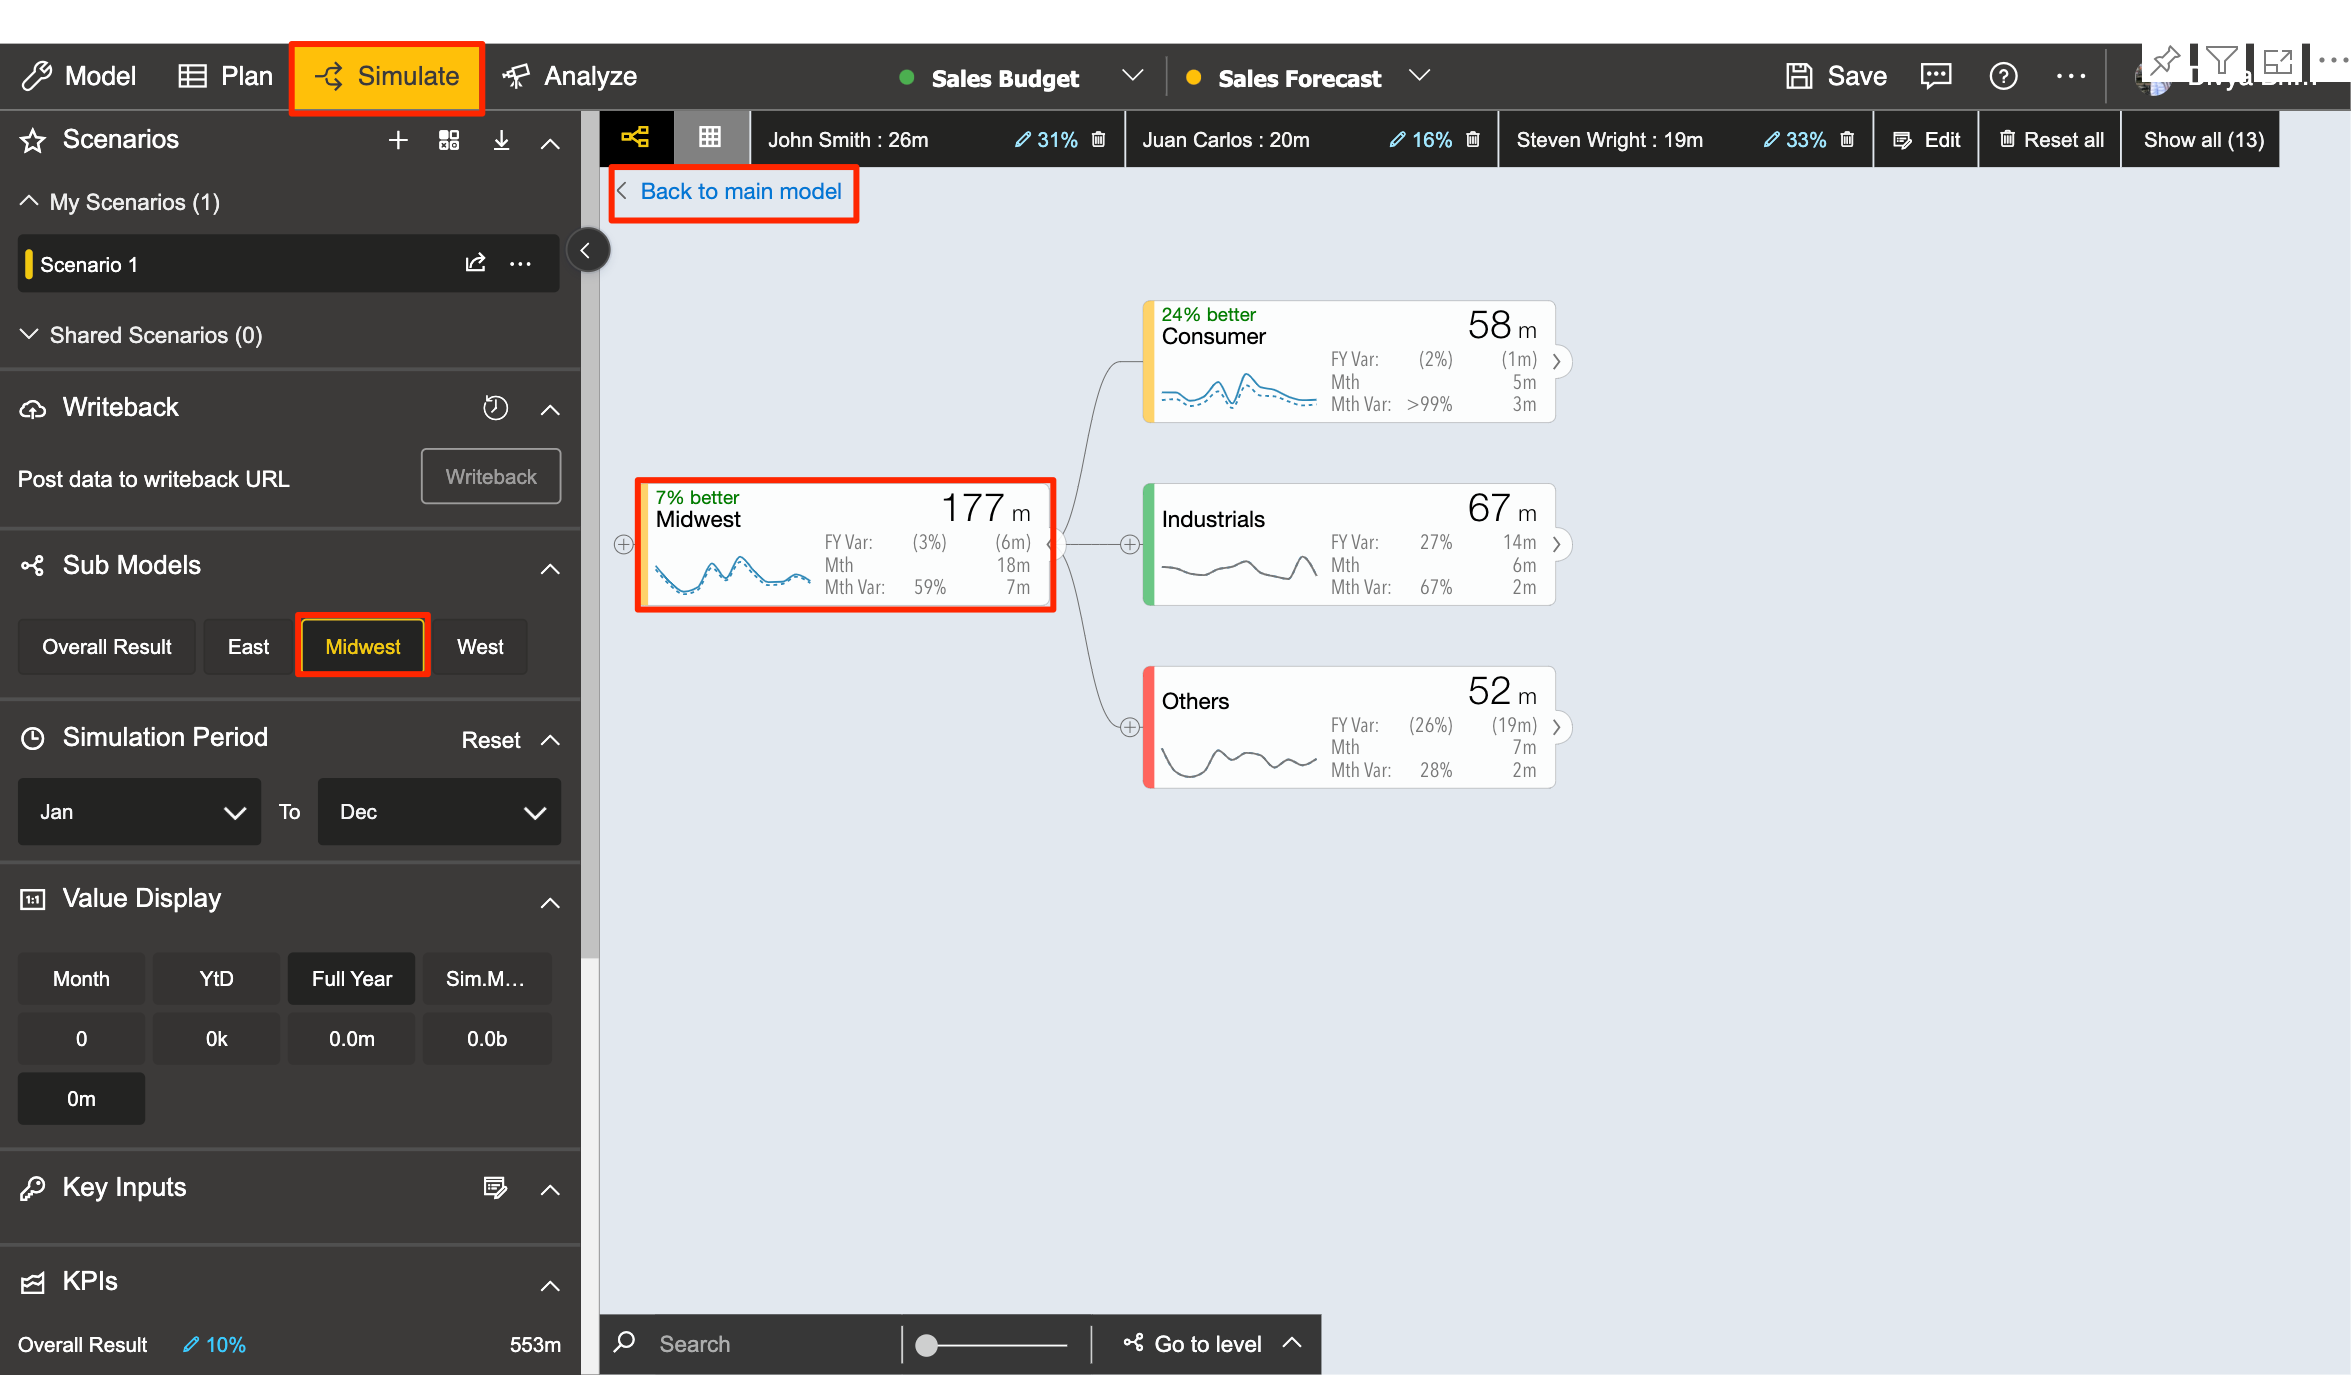 Model Plan Simulate Analyze Sales Budget Sales Forecast Save
Scenarios
John Smith : 26m 31% Juan Carlos : 20m 16% Steven Wright : 19m 33% Edit Reset all Show all (13)
Back to main model
My Scenarios (1)
Scenario 1
Shared Scenarios (0)
Writeback
Post data to writeback URL Writeback
Sub Models
Overall Result East Midwest West
Simulation Period Reset
Jan To Dec
1:1 Value Display
Month YtD Full Year Sim.M...
0 0k 0.0m 0.0b
0m
Key Inputs
KPIs
Overall Result 10% 553m
7% better
Midwest 177 m
FY Var: (3%) (6m)
Mth 18m
Mth Var: 59% 7m
24% better
Consumer 58 m
FY Var: (2%) (1m)
Mth 5m
Mth Var: >99% 3m
Industrials 67 m
FY Var: 27% 14m
Mth 6m
Mth Var: 67% 2m
Others 52 m
FY Var: (26%) (19m)
Mth 7m
Mth Var: 28% 2m
Search Go to level